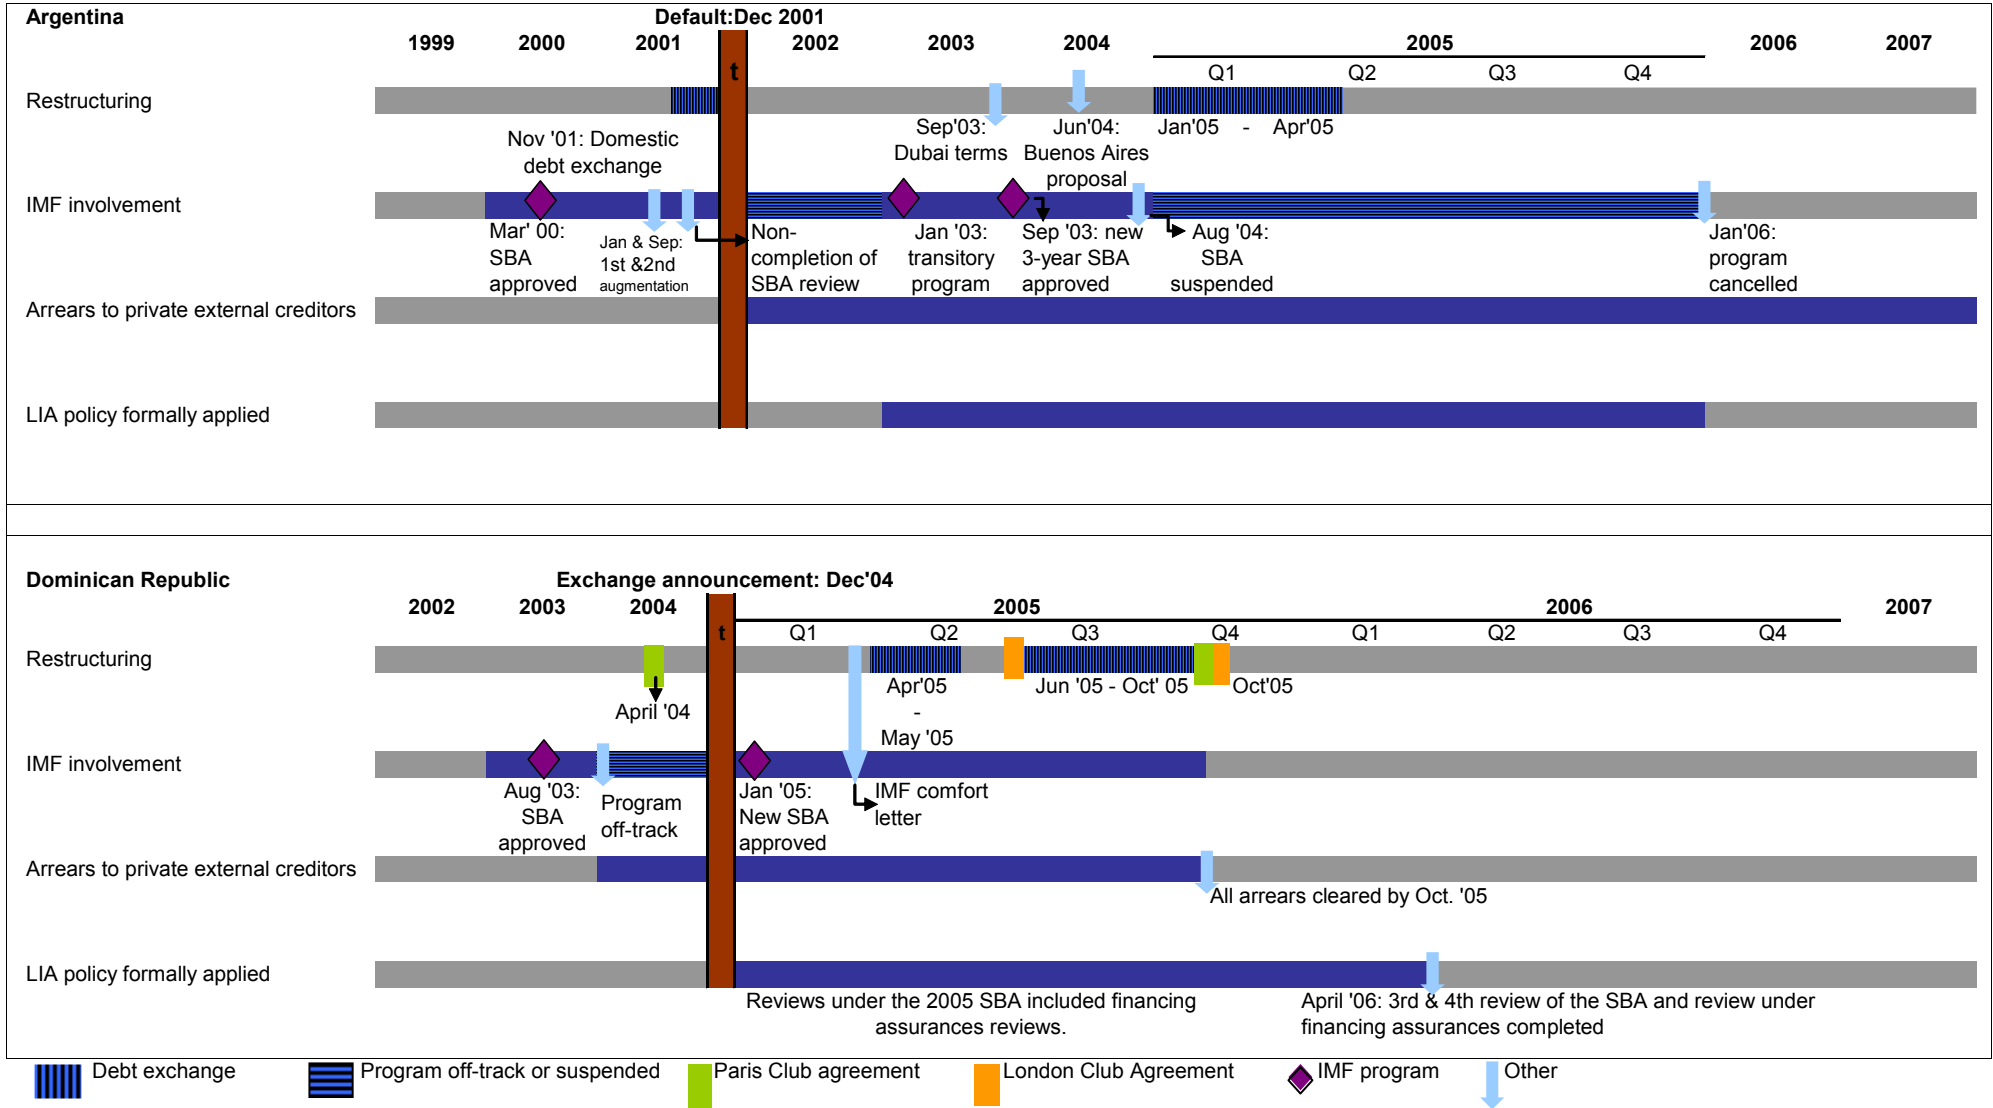 Argentina
Default:Dec 2001
1999 2000 2001 2002 2003 2004 2005 2006 2007
t
Q1 Q2 Q3 Q4
Restructuring
Nov '01: Domestic
debt exchange
Sep'03:
Dubai terms
Jun'04:
Buenos Aires
proposal
Jan'05 - Apr'05
IMF involvement
Mar' 00:
SBA
approved
Jan & Sep:
1st &2nd
augmentation
Non-
completion of
SBA review
Jan '03:
transitory
program
Sep '03: new
3-year SBA
approved
Aug '04:
SBA
suspended
Jan'06:
program
cancelled
Arrears to private external creditors
LIA policy formally applied
Dominican Republic
Exchange announcement: Dec'04
2002 2003 2004 2005 2006 2007
t
Q1 Q2 Q3 Q4 Q1 Q2 Q3 Q4
Restructuring
April '04
Apr'05
-
May '05
Jun '05 - Oct' 05
Oct'05
IMF involvement
Aug '03:
SBA
approved
Program
off-track
Jan '05:
New SBA
approved
IMF comfort
letter
Arrears to private external creditors
All arrears cleared by Oct. '05
LIA policy formally applied
Reviews under the 2005 SBA included financing
assurances reviews.
April '06: 3rd & 4th review of the SBA and review under
financing assurances completed
Debt exchange
Program off-track or suspended
Paris Club agreement
London Club Agreement
IMF program
Other